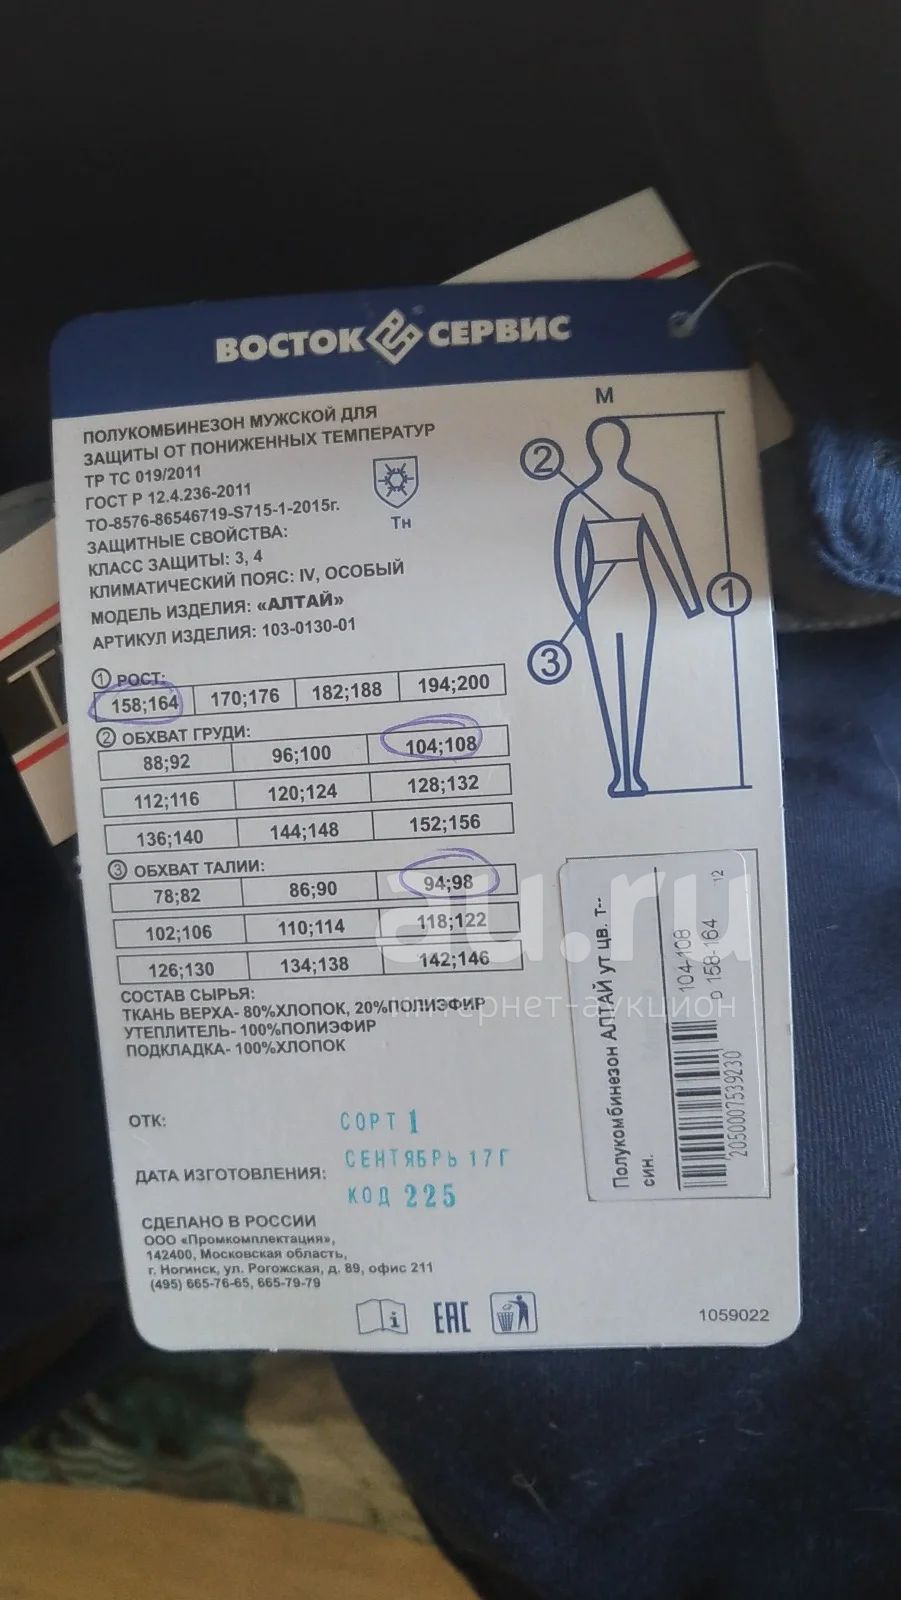 ВОСТОК СЕРВИС
ПОЛУКОМБИНЕЗОН МУЖСКОЙ ДЛЯ
ЗАЩИТЫ ОТ ПОНИЖЕННЫХ ТЕМПЕРАТУР
ТР ТС 019/2011
ГОСТ Р 12.4.236-2011
ТО-8576-86546719-S715-1-2015г.
ЗАЩИТНЫЕ СВОЙСТВА:
КЛАСС ЗАЩИТЫ: 3, 4
КЛИМАТИЧЕСКИЙ ПОЯС: IV, ОСОБЫЙ
МОДЕЛЬ ИЗДЕЛИЯ: «АЛТАЙ»
АРТИКУЛ ИЗДЕЛИЯ: 103-0130-01
Тн
М
2
1
3
1 РОСТ:
158;164 170;176 182;188 194;200
2 ОБХВАТ ГРУДИ:
88;92 96;100 104;108
112;116 120;124 128;132
136;140 144;148 152;156
3 ОБХВАТ ТАЛИИ:
78;82 86;90 94;98
102;106 110;114 118;122
126;130 134;138 142;146
СОСТАВ СЫРЬЯ:
ТКАНЬ ВЕРХА- 80%ХЛОПОК, 20%ПОЛИЭФИР
УТЕПЛИТЕЛЬ- 100%ПОЛИЭФИР
ПОДКЛАДКА- 100%ХЛОПОК
ОТК:
СОРТ 1
ДАТА ИЗГОТОВЛЕНИЯ:
СЕНТЯБРЬ 17Г
КОД 225
СДЕЛАНО В РОССИИ
ООО «Промкомплектация»,
142400, Московская область,
г. Ногинск, ул. Рогожская, д. 89, офис 211
(495) 665-76-65, 665-79-79
EAC
1059022
Полукомбинезон АЛТАЙ ут цв. т--
син.
104-108
р 158-164
12
2050007539230
au.ru
интернет-аукцион